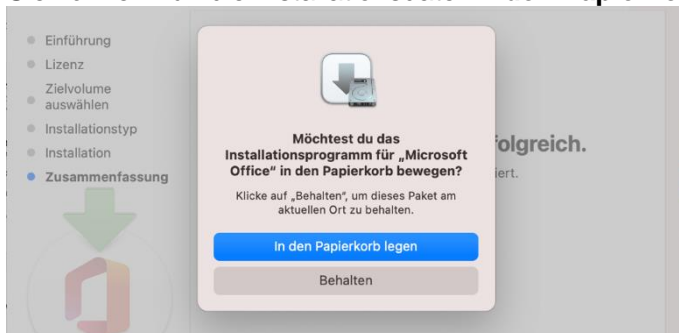 Einführung
Lizenz
Zielvolume
auswählen
Installationstyp
Installation
Zusammenfassung
Möchtest du das
Installationsprogramm für „Microsoft
Office“ in den Papierkorb bewegen?
Klicke auf „Behalten“, um dieses Paket am
aktuellen Ort zu behalten.
In den Papierkorb legen
Behalten
folgreich.
iert.